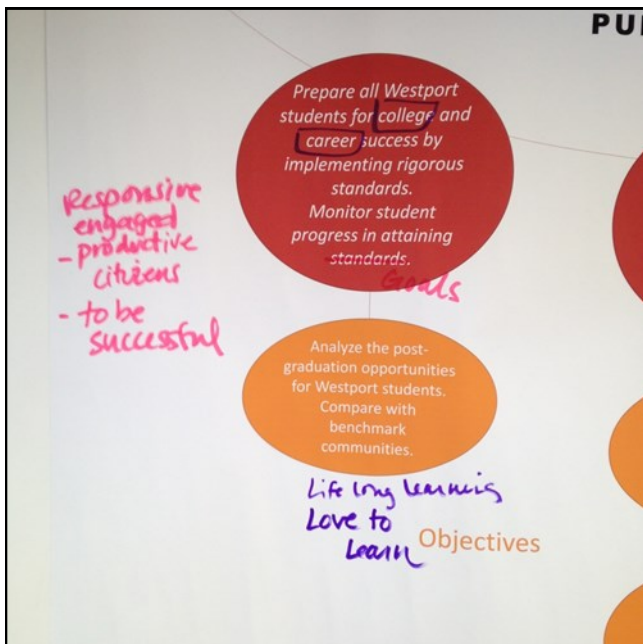 PU
Prepare all Westport
students for college and
career success by
implementing rigorous
standards.
Monitor student
progress in attaining
standards.
Goals
Responsive
engaged
- productive
citizens
- to be
successful
Analyze the post-
graduation opportunities
for Westport students.
Compare with
benchmark
communities.
Life long learning
Love to
Learn
Objectives